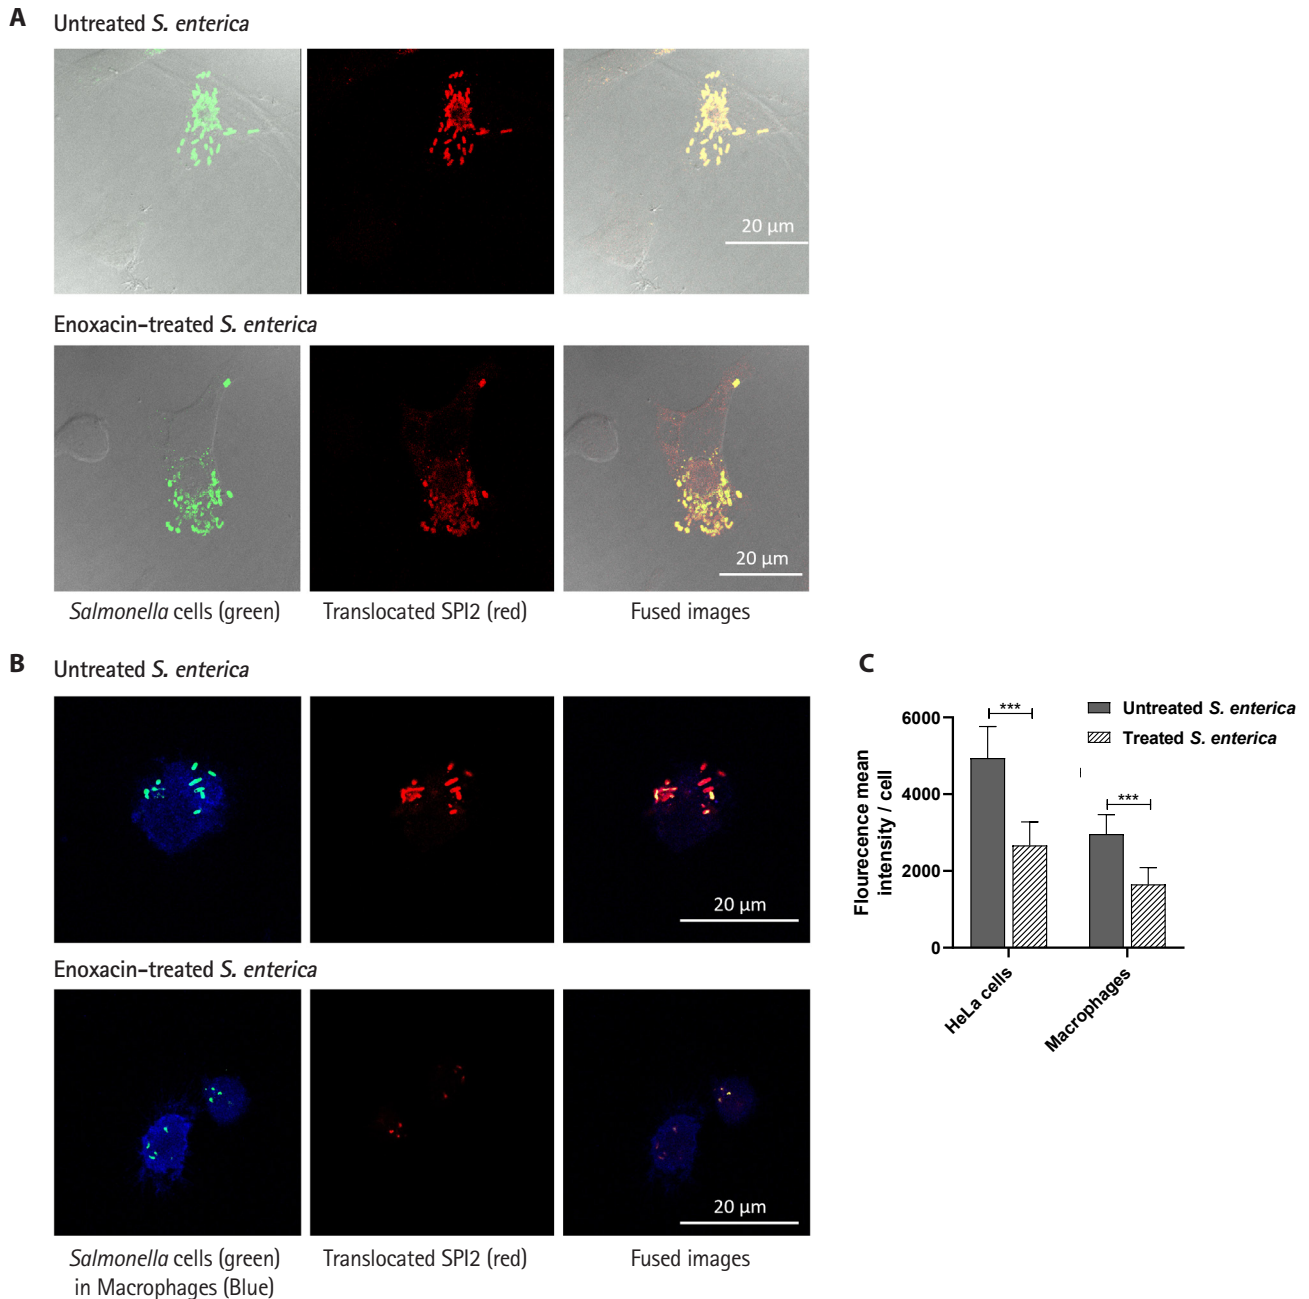 A
Untreated S. enterica
20 µm
Enoxacin-treated S. enterica
20 µm
Salmonella cells (green)
Translocated SPI2 (red)
Fused images
B
Untreated S. enterica
20 µm
Enoxacin-treated S. enterica
20 µm
Salmonella cells (green)
in Macrophages (Blue)
Translocated SPI2 (red)
Fused images
C
Untreated S. enterica
Treated S. enterica
Flourecence mean
intensity / cell
6000
4000
2000
0
***
***
HeLa cells
Macrophages